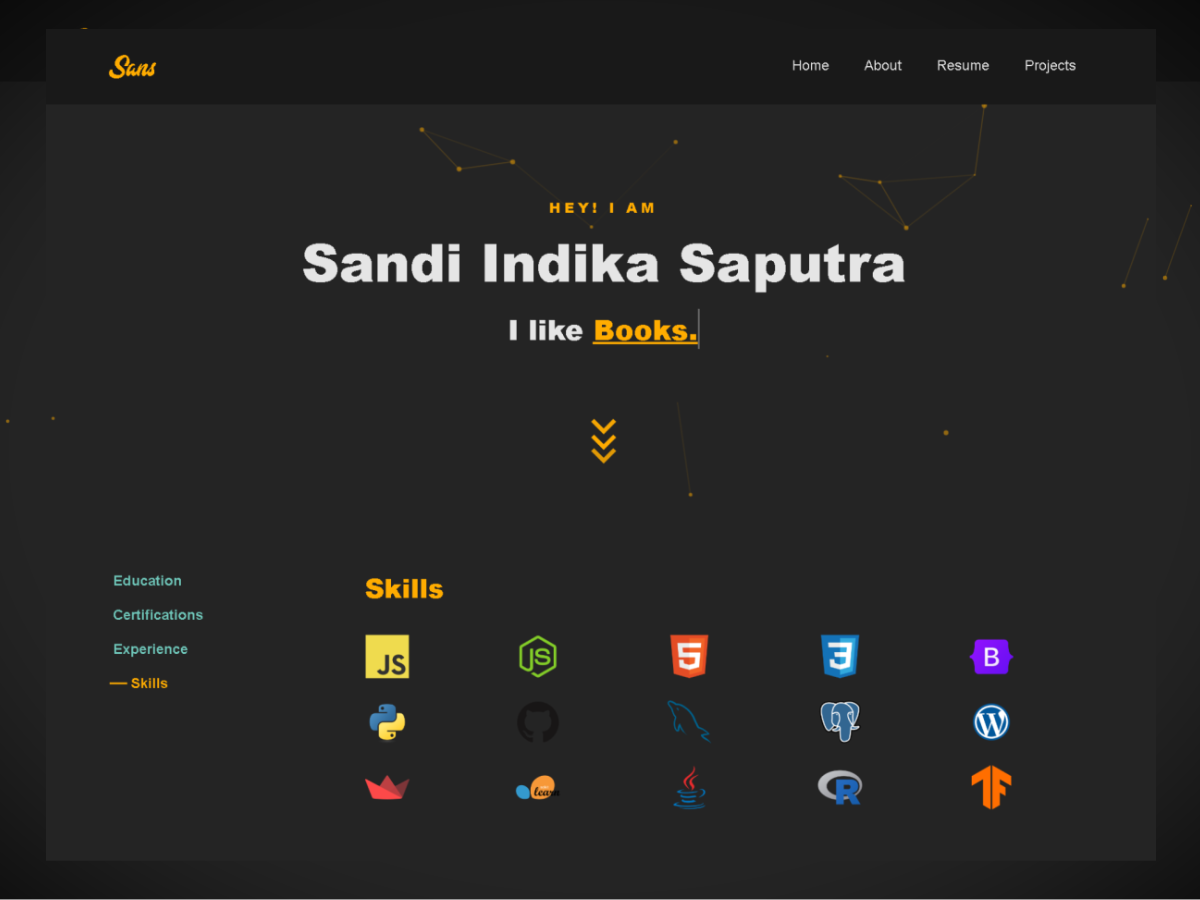 Sans
Home About Resume Projects
HEY! I AM
Sandi Indika Saputra
I like Books.
Education
Certifications
Experience
Skills
Skills
JS
JS
5
3
B
W
learn
R
TF